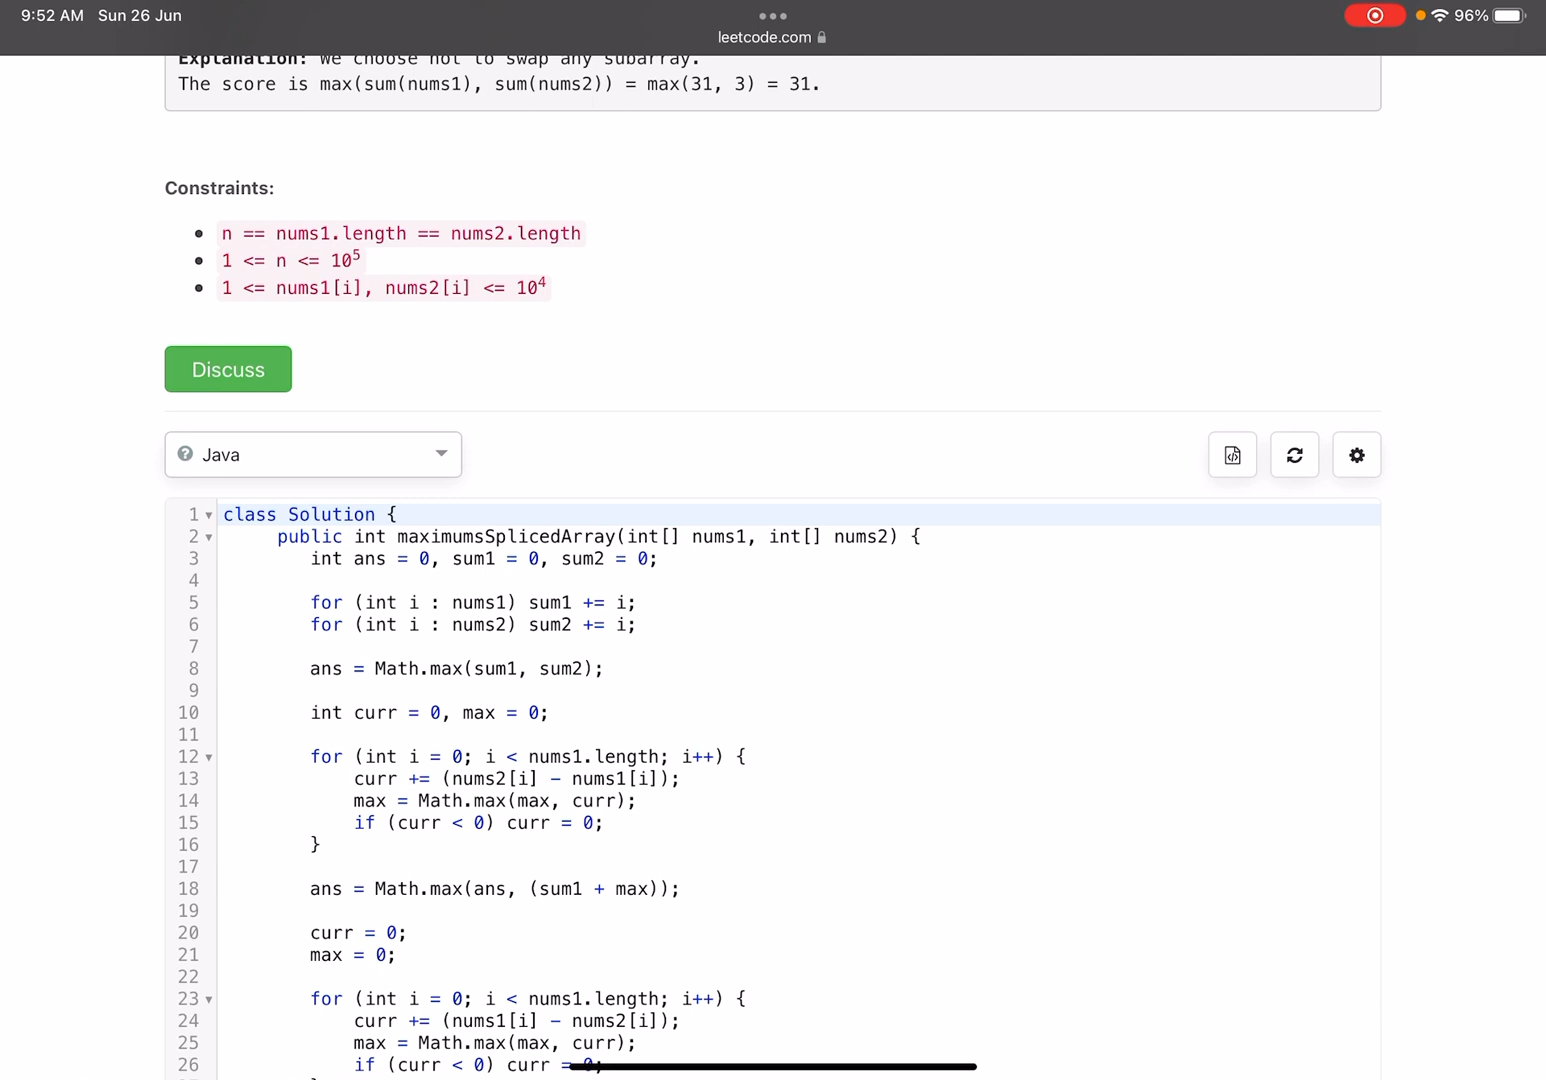 9:52 AM Sun 26 Jun
96%
leetcode.com
Explanation: We choose not to swap any subarray.
The score is max(sum(nums1), sum(nums2)) = max(31, 3) = 31.
Constraints:
n == nums1.length == nums2.length
1 <= n <= 10⁵
1 <= nums1[i], nums2[i] <= 10⁴
Discuss
Java
1 class Solution {
2 public int maximumsSplicedArray(int[] nums1, int[] nums2) {
3 int ans = 0, sum1 = 0, sum2 = 0;
4
5 for (int i : nums1) sum1 += i;
6 for (int i : nums2) sum2 += i;
7
8 ans = Math.max(sum1, sum2);
9
10 int curr = 0, max = 0;
11
12 for (int i = 0; i < nums1.length; i++) {
13 curr += (nums2[i] - nums1[i]);
14 max = Math.max(max, curr);
15 if (curr < 0) curr = 0;
16 }
17
18 ans = Math.max(ans, (sum1 + max));
19
20 curr = 0;
21 max = 0;
22
23 for (int i = 0; i < nums1.length; i++) {
24 curr += (nums1[i] - nums2[i]);
25 max = Math.max(max, curr);
26 if (curr < 0) curr = 0;